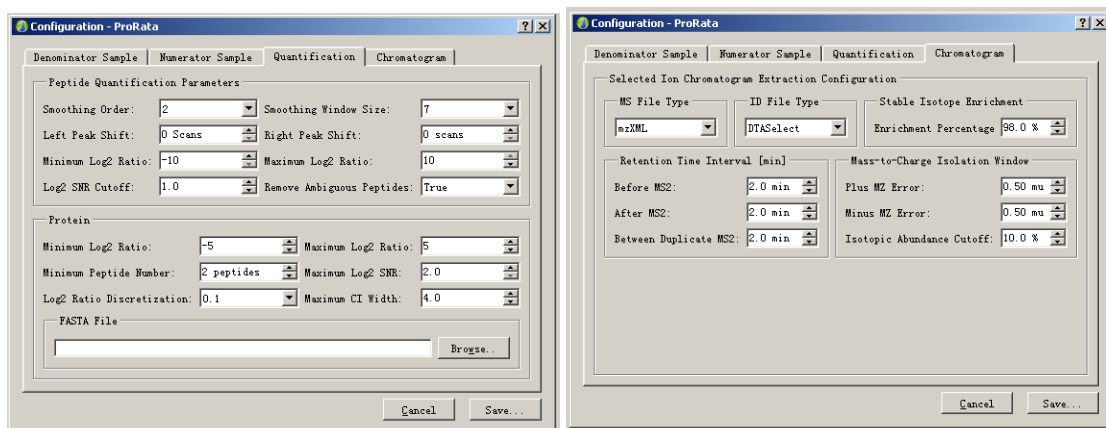 Configuration - ProRata
Denominator Sample Numerator Sample Quantification Chromatogram
Peptide Quantification Parameters
Smoothing Order: 2 Smoothing Window Size: 7
Left Peak Shift: 0 Scans Right Peak Shift: 0 scans
Minimum Log2 Ratio: -10 Maximum Log2 Ratio: 10
Log2 SNR Cutoff: 1.0 Remove Ambiguous Peptides: True
Protein
Minimum Log2 Ratio: -5 Maximum Log2 Ratio: 5
Minimum Peptide Number: 2 peptides Maximum Log2 SNR: 2.0
Log2 Ratio Discretization: 0.1 Maximum CI Width: 4.0
FASTA File
Browse..
Cancel Save...
Configuration - ProRata
Denominator Sample Numerator Sample Quantification Chromatogram
Selected Ion Chromatogram Extraction Configuration
MS File Type ID File Type Stable Isotope Enrichment
mzXML DTASelect Enrichment Percentage 98.0 %
Retention Time Interval [min] Mass-to-Charge Isolation Window
Before MS2: 2.0 min Plus MZ Error: 0.50 mu
After MS2: 2.0 min Minus MZ Error: 0.50 mu
Between Duplicate MS2: 2.0 min Isotopic Abundance Cutoff: 10.0 %
Cancel Save...